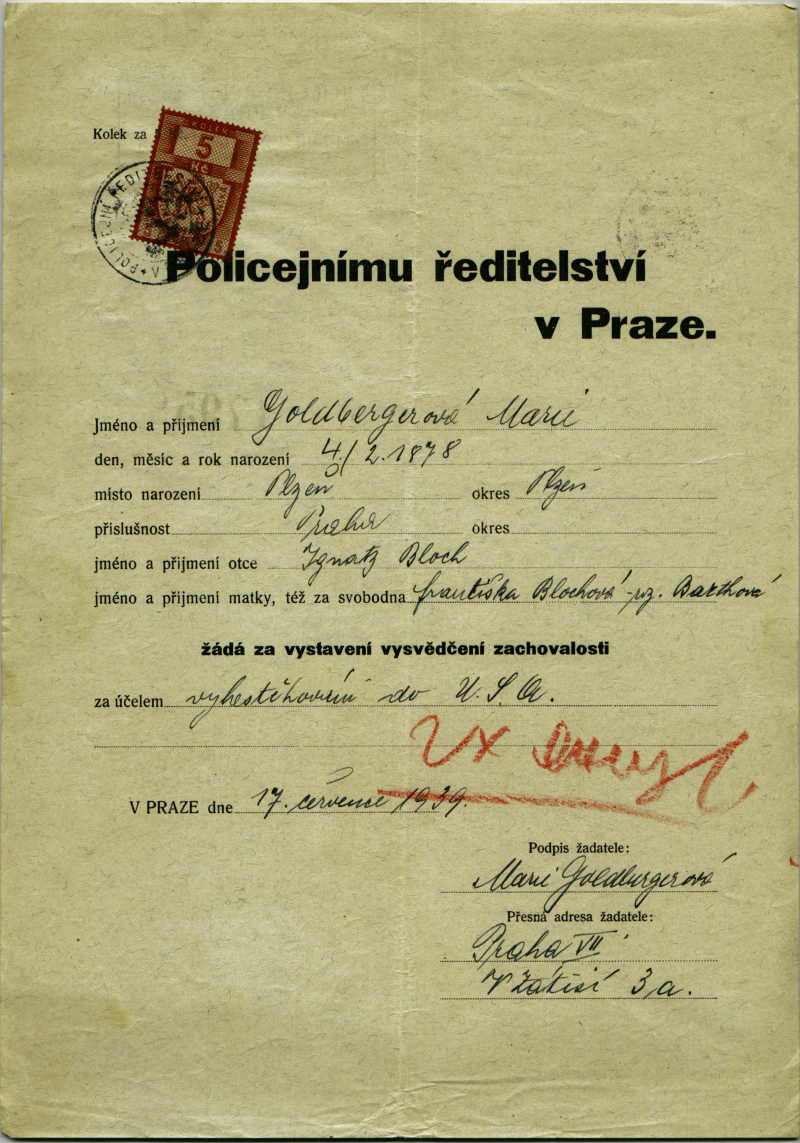 Kolek za
KOLEK
5
Kč
Policejnímu ředitelství
v Praze.
Jméno a příjmení Goldbergerová Marie
den, měsíc a rok narození 4/2. 1878
místo narození Plzeň okres Plzeň
příslušnost Praha okres
jméno a příjmení otce Ignatz Bloch
jméno a příjmení matky, též za svobodna Františka Blochová roz. Barthová
žádá za vystavení vysvědčení zachovalosti
za účelem vystěhování do U.S.A.
V PRAZE dne 17. července 1939.
Podpis žadatele:
Marie Goldbergerová
Přesná adresa žadatele:
Praha VII
V Zátiší 3a.